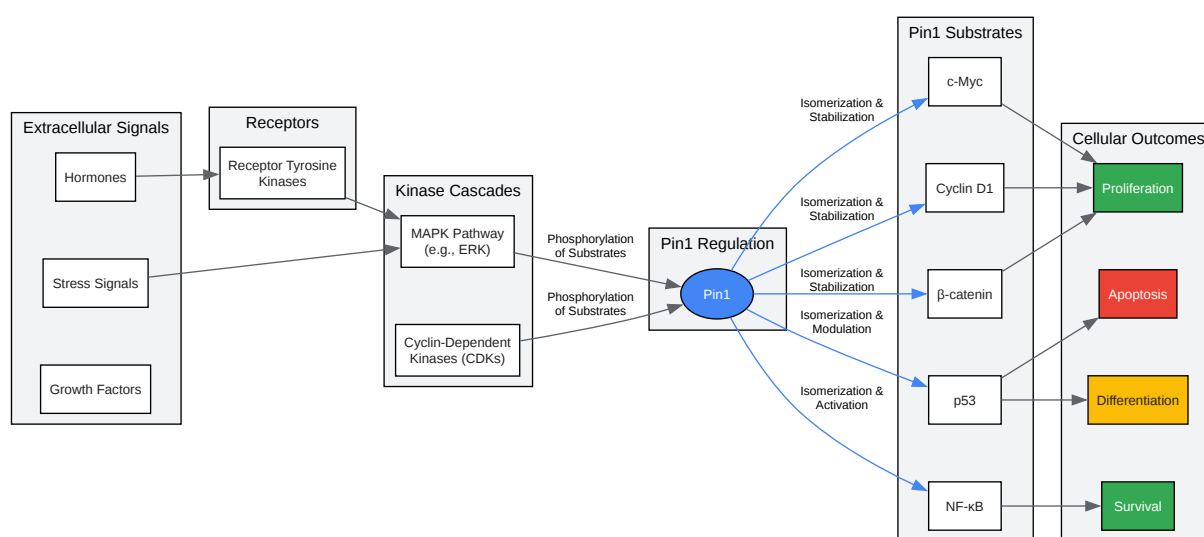 Extracellular Signals
Hormones
Stress Signals
Growth Factors
Receptors
Receptor Tyrosine
Kinases
Kinase Cascades
MAPK Pathway
(e.g., ERK)
Cyclin-Dependent
Kinases (CDKs)
Phosphorylation
of Substrates
Phosphorylation
of Substrates
Pin1 Regulation
Pin1
Isomerization &
Stabilization
Isomerization &
Stabilization
Isomerization &
Stabilization
Isomerization &
Modulation
Isomerization &
Activation
Pin1 Substrates
c-Myc
Cyclin D1
β-catenin
p53
NF-κB
Cellular Outcomes
Proliferation
Apoptosis
Differentiation
Survival